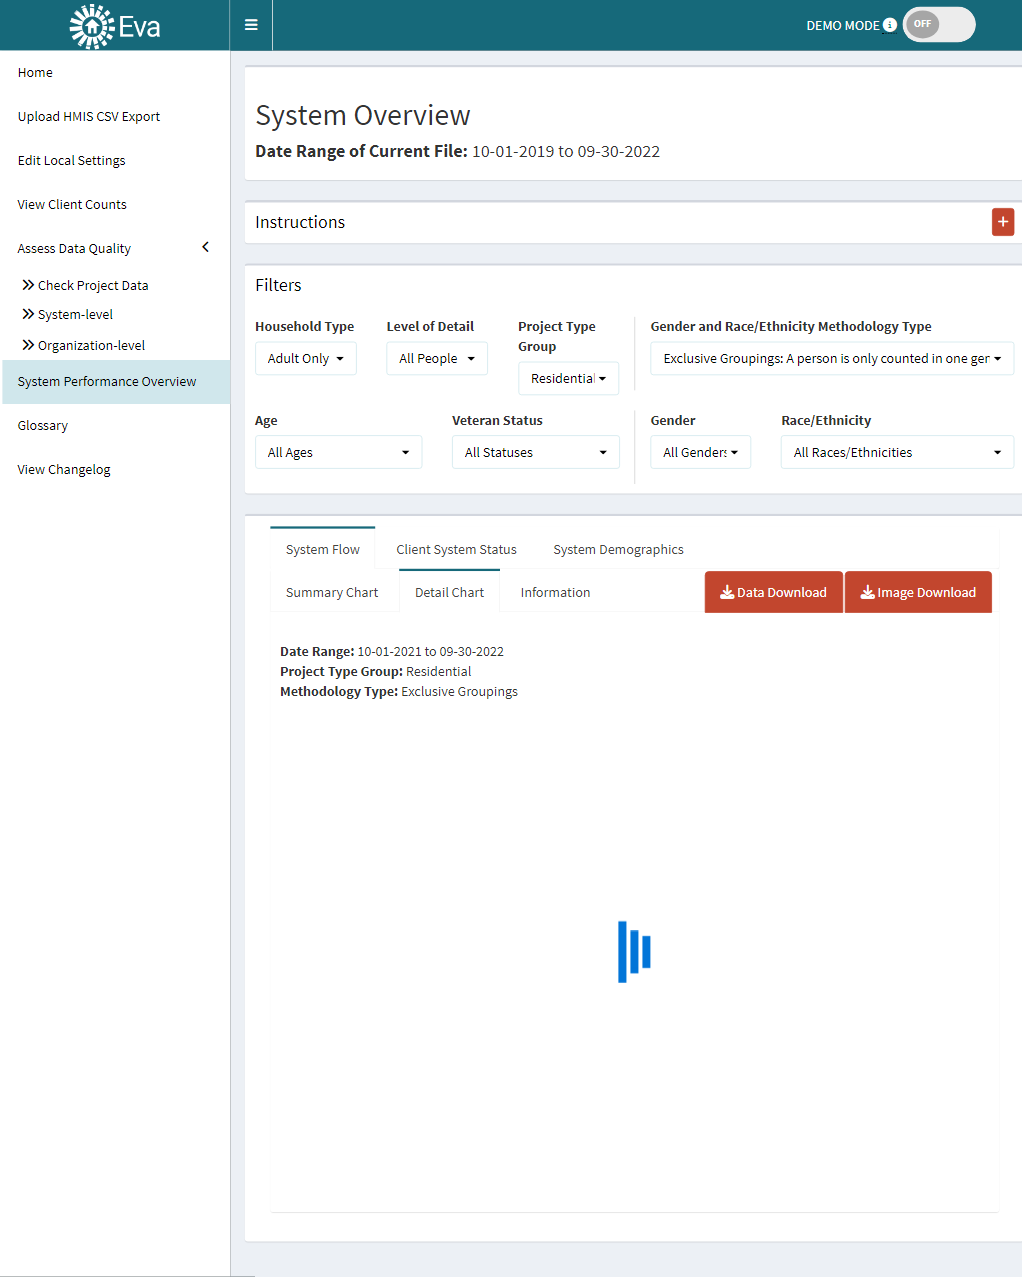 Eva
DEMO MODE i OFF
Home
Upload HMIS CSV Export
Edit Local Settings
View Client Counts
Assess Data Quality
Check Project Data
System-level
Organization-level
System Performance Overview
Glossary
View Changelog
System Overview
Date Range of Current File: 10-01-2019 to 09-30-2022
Instructions
Filters
Household Type
Adult Only
Level of Detail
All People
Project Type
Group
Residential
Gender and Race/Ethnicity Methodology Type
Exclusive Groupings: A person is only counted in one ger
Age
All Ages
Veteran Status
All Statuses
Gender
All Genders
Race/Ethnicity
All Races/Ethnicities
System Flow Client System Status System Demographics
Summary Chart Detail Chart Information Data Download Image Download
Date Range: 10-01-2021 to 09-30-2022
Project Type Group: Residential
Methodology Type: Exclusive Groupings